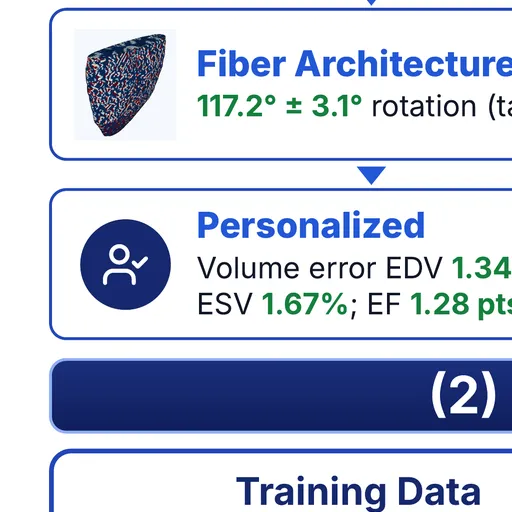 Fiber Architecture
117.2° ± 3.1° rotation (ta
Personalized
Volume error EDV 1.34
ESV 1.67%; EF 1.28 pts
(2)
Training Data